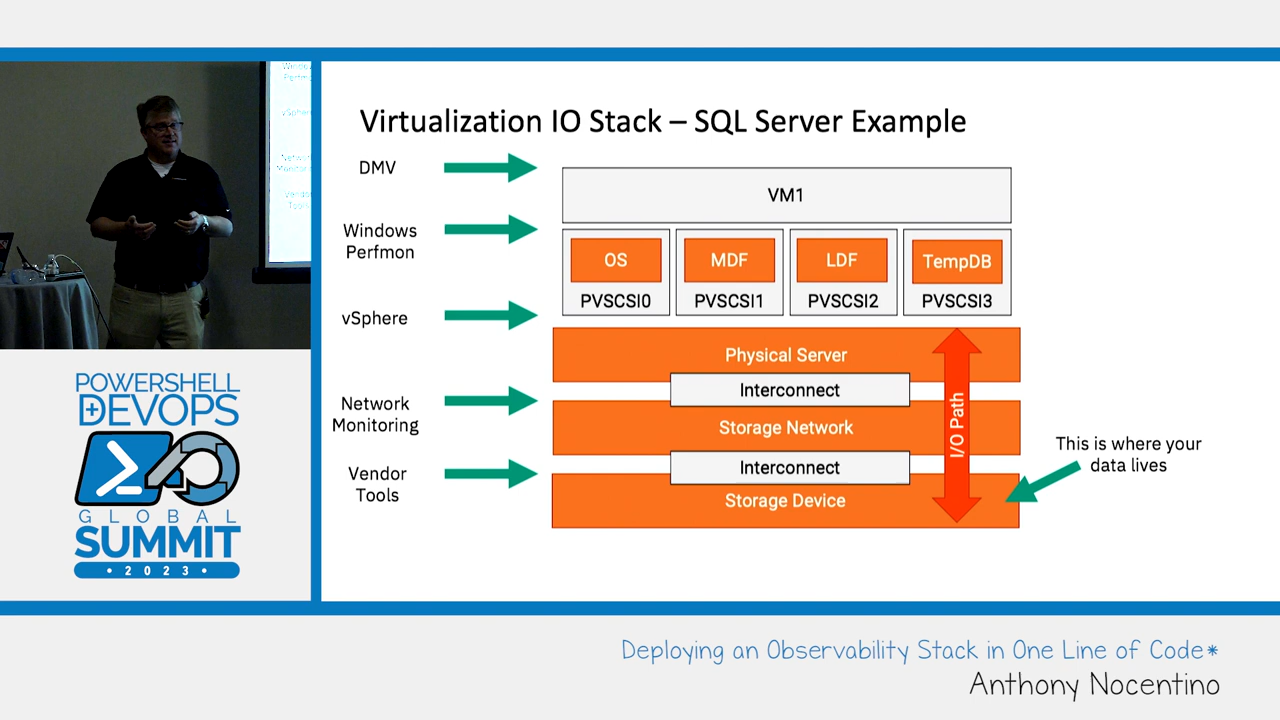 Virtualization IO Stack – SQL Server Example
DMV
VM1
Windows
Perfmon
OS
MDF
LDF
TempDB
PVSCSI0
PVSCSI1
PVSCSI2
PVSCSI3
vSphere
Physical Server
Interconnect
Network
Monitoring
Storage Network
I/O Path
Interconnect
Vendor
Tools
Storage Device
This is where your
data lives
POWERSHELL
+DEVOPS
GLOBAL
SUMMIT
• 2023 •
Deploying an Observability Stack in One Line of Code*
Anthony Nocentino